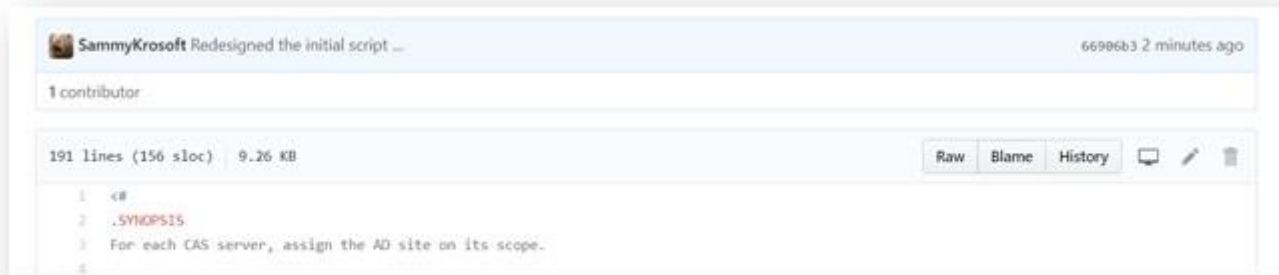 SammyKrosoft Redesigned the initial script ...
66906b3 2 minutes ago
1 contributor
191 lines (156 sloc) 9.26 KB
Raw Blame History
1 <#
2 .SYNOPSIS
3 For each CAS server, assign the AD site on its scope.
4